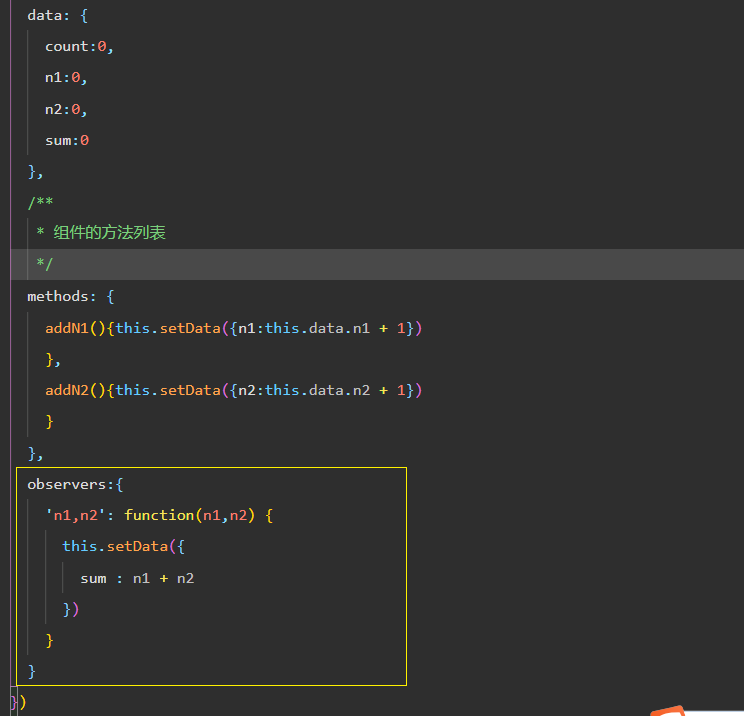 data: {
count:0,
n1:0,
n2:0,
sum:0
},
/**
* 组件的方法列表
*/
methods: {
addN1(){this.setData({n1:this.data.n1 + 1})
},
addN2(){this.setData({n2:this.data.n2 + 1})
}
},
observers:{
'n1,n2': function(n1,n2) {
this.setData({
sum : n1 + n2
})
}
}
})